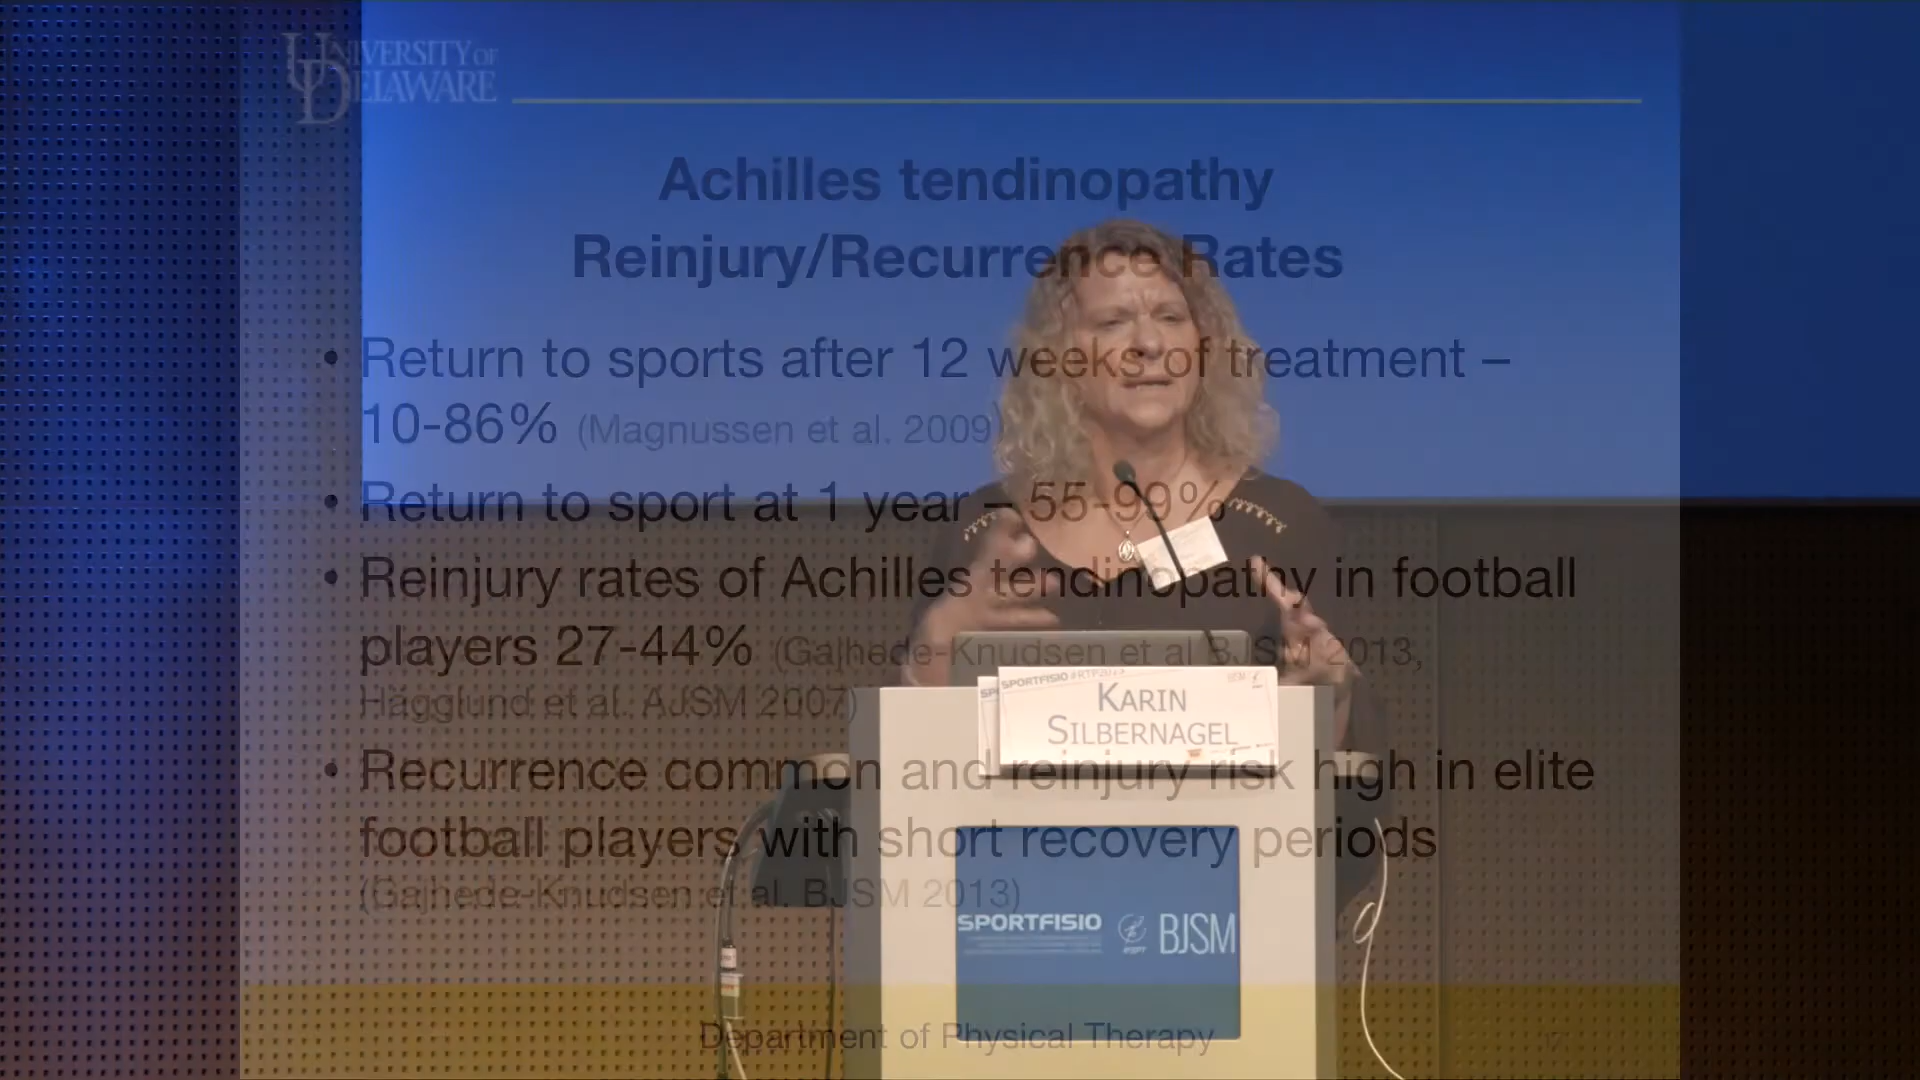 UNIVERSITY OF
DELAWARE
Achilles tendinopathy
Reinjury/Recurrence Rates
• Return to sports after 12 weeks of treatment –
10-86% (Magnussen et al. 2009)
• Return to sport at 1 year – 55-99%
• Reinjury rates of Achilles tendinopathy in football
players 27-44% (Gajhede-Knudsen et al BJSM 2013,
Hägglund et al. AJSM 2007)
• Recurrence common and reinjury risk high in elite
football players with short recovery periods
(Gajhede-Knudsen et al. BJSM 2013)
Department of Physical Therapy
17
SPORTFISIO
KARIN
SILBERNAGEL
SPORTFISIO BJSM